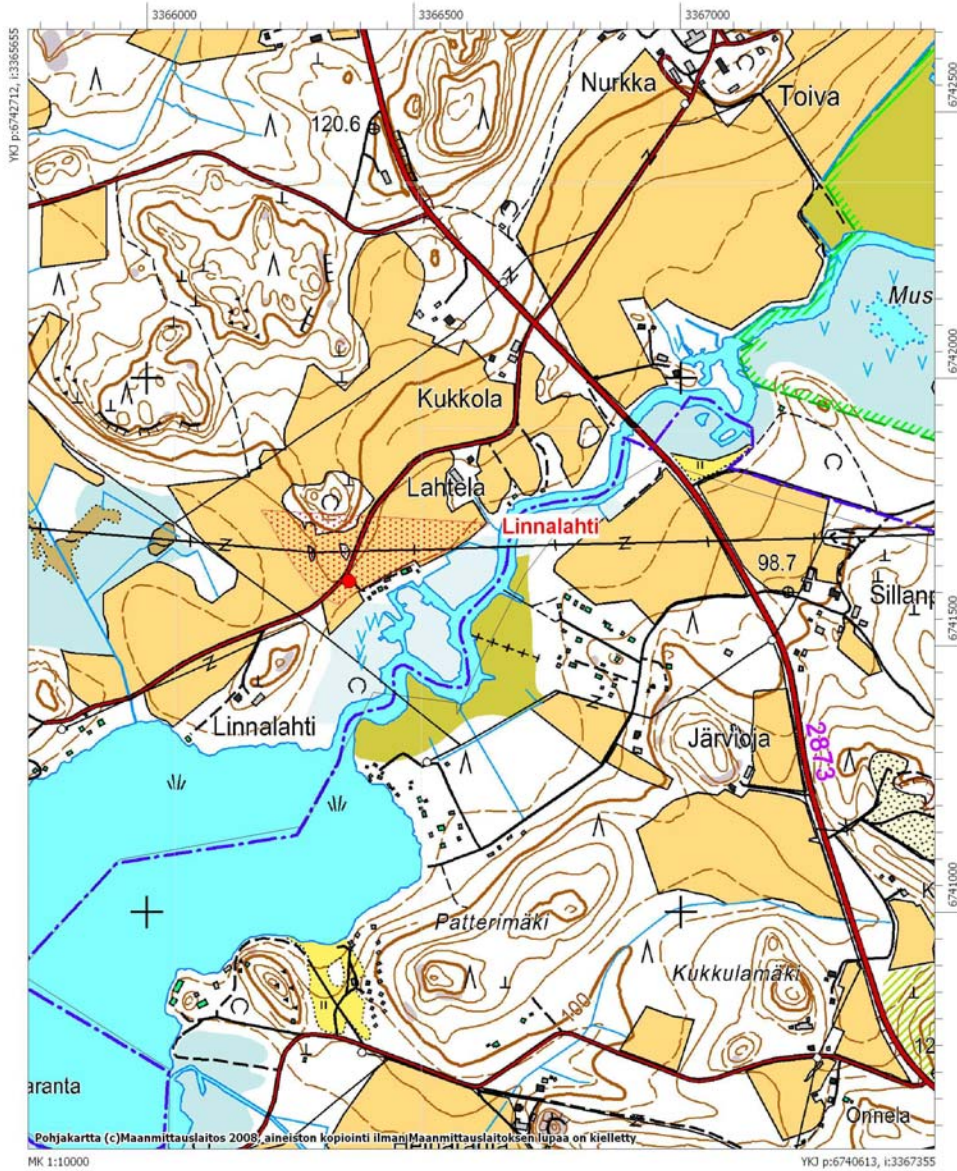 3366000
3366500
3367000
YKJ p:6742712, i:3365655
Nurkka
Toiva
6742500
120.6
Mus
6742000
Kukkola
Lahtela
Linnalahti
98.7
6741500
Linnalahti
Järvioja
2873
6741000
K
Patterimäki
Kukkulamäki
100
12
aranta
Onnela
Pohjakartta (c)Maanmittauslaitos 2008, aineiston kopiointi ilman Maanmittauslaitoksen lupaa on kielletty
MK 1:10000
YKJ p:6740613, i:3367355